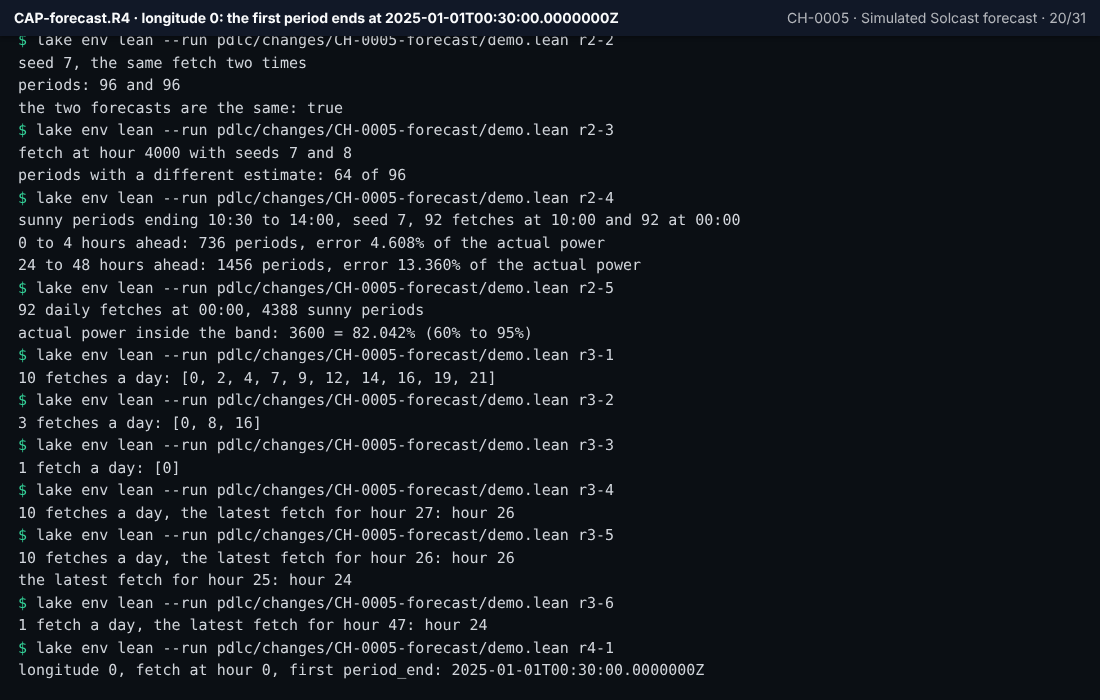 CAP-forecast.R4 · longitude 0: the first period ends at 2025-01-01T00:30:00.0000000Z
CH-0005 · Simulated Solcast forecast · 20/31
$ lake env lean --run pdlc/changes/CH-0005-forecast/demo.lean r2-2
seed 7, the same fetch two times
periods: 96 and 96
the two forecasts are the same: true
$ lake env lean --run pdlc/changes/CH-0005-forecast/demo.lean r2-3
fetch at hour 4000 with seeds 7 and 8
periods with a different estimate: 64 of 96
$ lake env lean --run pdlc/changes/CH-0005-forecast/demo.lean r2-4
sunny periods ending 10:30 to 14:00, seed 7, 92 fetches at 10:00 and 92 at 00:00
0 to 4 hours ahead: 736 periods, error 4.608% of the actual power
24 to 48 hours ahead: 1456 periods, error 13.360% of the actual power
$ lake env lean --run pdlc/changes/CH-0005-forecast/demo.lean r2-5
92 daily fetches at 00:00, 4388 sunny periods
actual power inside the band: 3600 = 82.042% (60% to 95%)
$ lake env lean --run pdlc/changes/CH-0005-forecast/demo.lean r3-1
10 fetches a day: [0, 2, 4, 7, 9, 12, 14, 16, 19, 21]
$ lake env lean --run pdlc/changes/CH-0005-forecast/demo.lean r3-2
3 fetches a day: [0, 8, 16]
$ lake env lean --run pdlc/changes/CH-0005-forecast/demo.lean r3-3
1 fetch a day: [0]
$ lake env lean --run pdlc/changes/CH-0005-forecast/demo.lean r3-4
10 fetches a day, the latest fetch for hour 27: hour 26
$ lake env lean --run pdlc/changes/CH-0005-forecast/demo.lean r3-5
10 fetches a day, the latest fetch for hour 26: hour 26
the latest fetch for hour 25: hour 24
$ lake env lean --run pdlc/changes/CH-0005-forecast/demo.lean r3-6
1 fetch a day, the latest fetch for hour 47: hour 24
$ lake env lean --run pdlc/changes/CH-0005-forecast/demo.lean r4-1
longitude 0, fetch at hour 0, first period_end: 2025-01-01T00:30:00.0000000Z